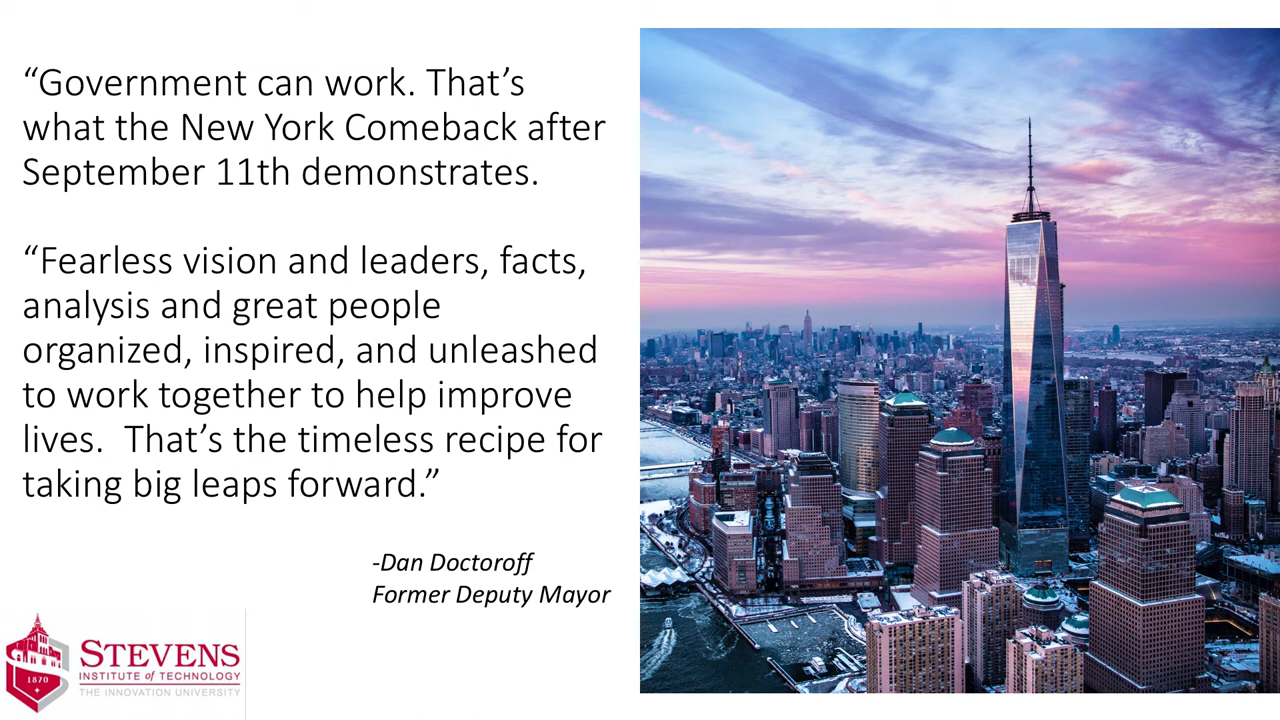 “Government can work. That’s
what the New York Comeback after
September 11th demonstrates.
“Fearless vision and leaders, facts,
analysis and great people
organized, inspired, and unleashed
to work together to help improve
lives.  That’s the timeless recipe for
taking big leaps forward.”
-Dan Doctoroff
Former Deputy Mayor
1870
STEVENS
INSTITUTE of TECHNOLOGY
THE INNOVATION UNIVERSITY